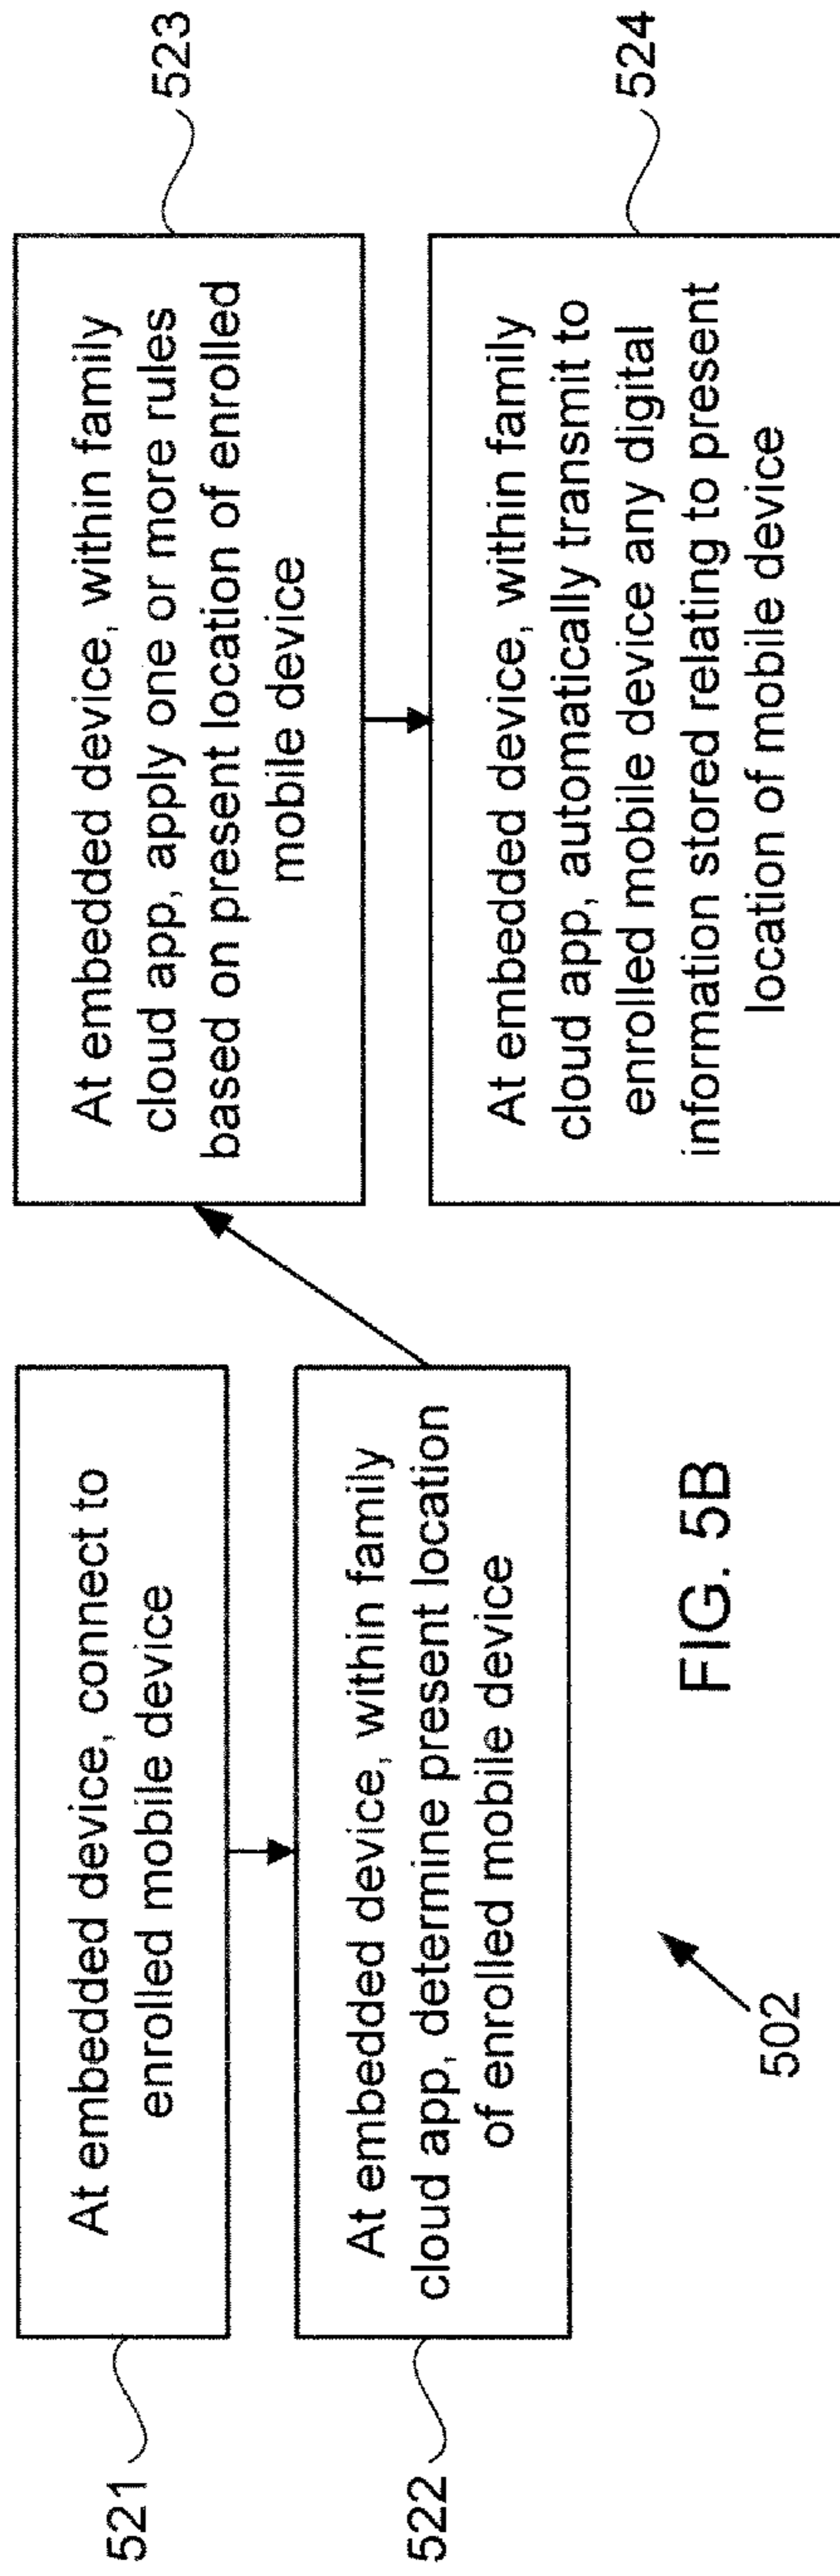 521
At embedded device, connect to
enrolled mobile device
522
At embedded device, within family
cloud app, determine present location
of enrolled mobile device
523
At embedded device, within family
cloud app, apply one or more rules
based on present location of enrolled
mobile device
524
At embedded device, within family
cloud app, automatically transmit to
enrolled mobile device any digital
information stored relating to present
location of mobile device
502
FIG. 5B